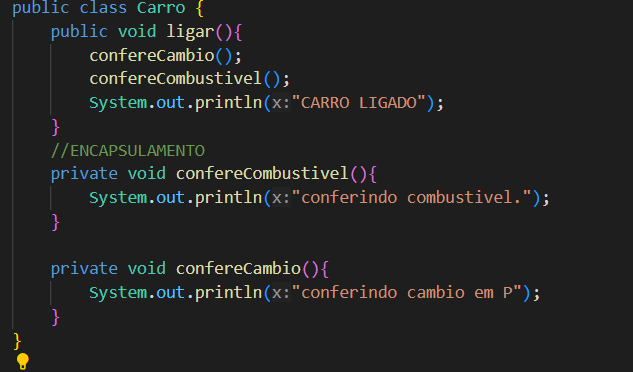 public class Carro {
public void ligar(){
confereCambio();
confereCombustivel();
System.out.println(x:"CARRO LIGADO");
}
//ENCAPSULAMENTO
private void confereCombustivel(){
System.out.println(x:"conferindo combustivel.");
}
private void confereCambio(){
System.out.println(x:"conferindo cambio em P");
}
}